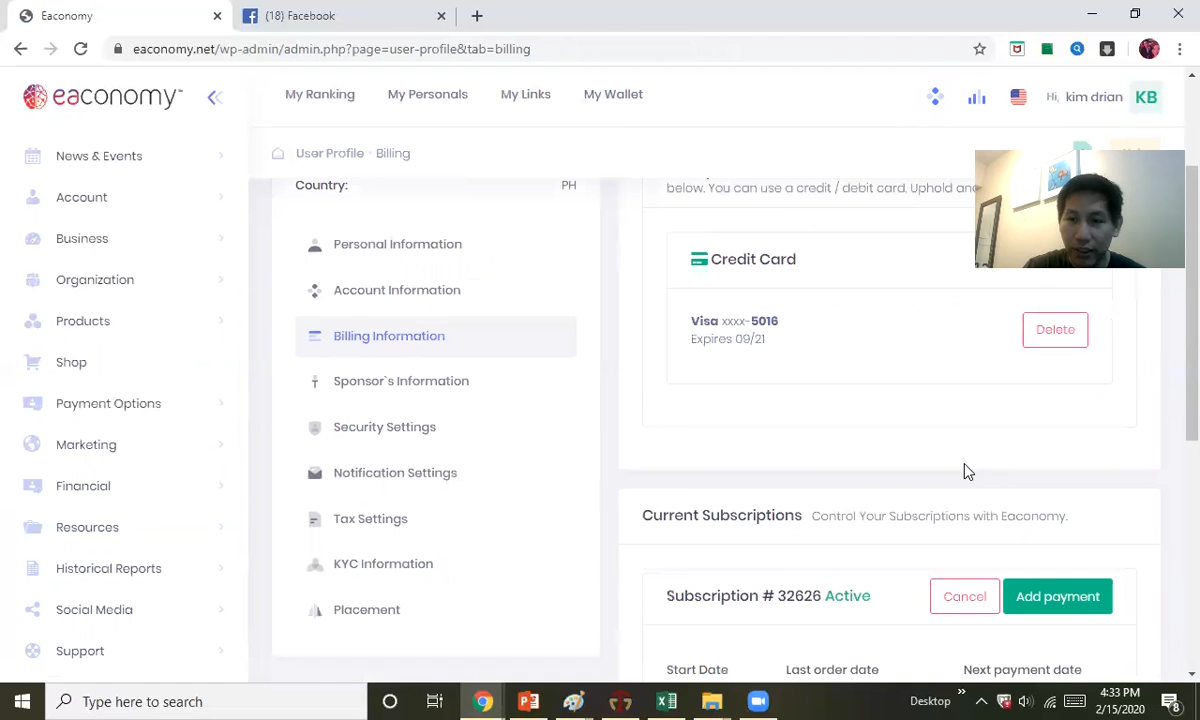 Eaconomy
(18) Facebook
eaconomy.net/wp-admin/admin.php?page=user-profile&tab=billing
eaconomy™
My Ranking
My Personals
My Links
My Wallet
Hi, kim drian
KB
News & Events
Account
Business
Organization
Products
Shop
Payment Options
Marketing
Financial
Resources
Historical Reports
Social Media
Support
User Profile • Billing
Country: PH
Personal Information
Account Information
Billing Information
Sponsor`s Information
Security Settings
Notification Settings
Tax Settings
KYC Information
Placement
below. You can use a credit / debit card, Uphold and
Credit Card
Visa xxxx-5016
Expires 09/21
Delete
Current Subscriptions Control Your Subscriptions with Eaconomy.
Subscription # 32626 Active
Cancel
Add payment
Start Date
Last order date
Next payment date
Type here to search
Desktop
4:33 PM
2/15/2020
8